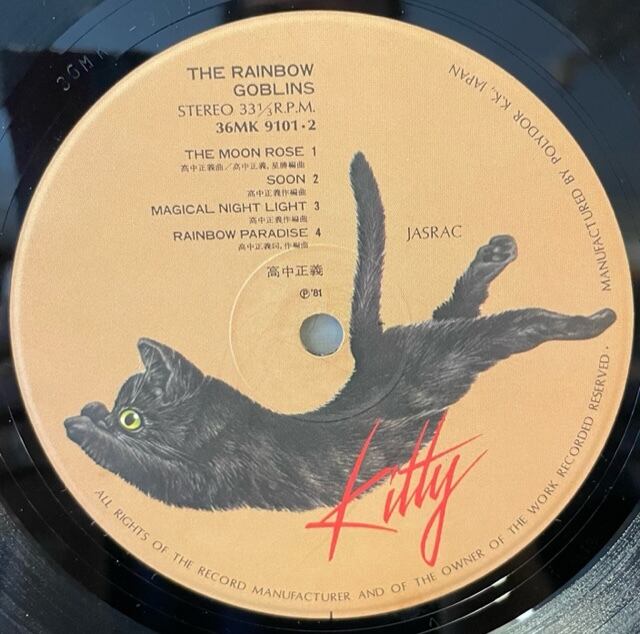 THE RAINBOW
GOBLINS
STEREO 33⅓R.P.M.
36MK 9101・2
THE MOON ROSE 1
高中正義曲／高中正義, 星勝編曲
SOON 2
高中正義作編曲
MAGICAL NIGHT LIGHT 3
高中正義作編曲
RAINBOW PARADISE 4
高中正義詞, 作編曲
JASRAC
高中正義
Ⓟ'81
Kitty
ALL RIGHTS OF THE RECORD MANUFACTURER AND OF THE OWNER OF THE WORK RECORDED RESERVED・MANUFACTURED BY POLYDOR K.K., JAPAN
36M